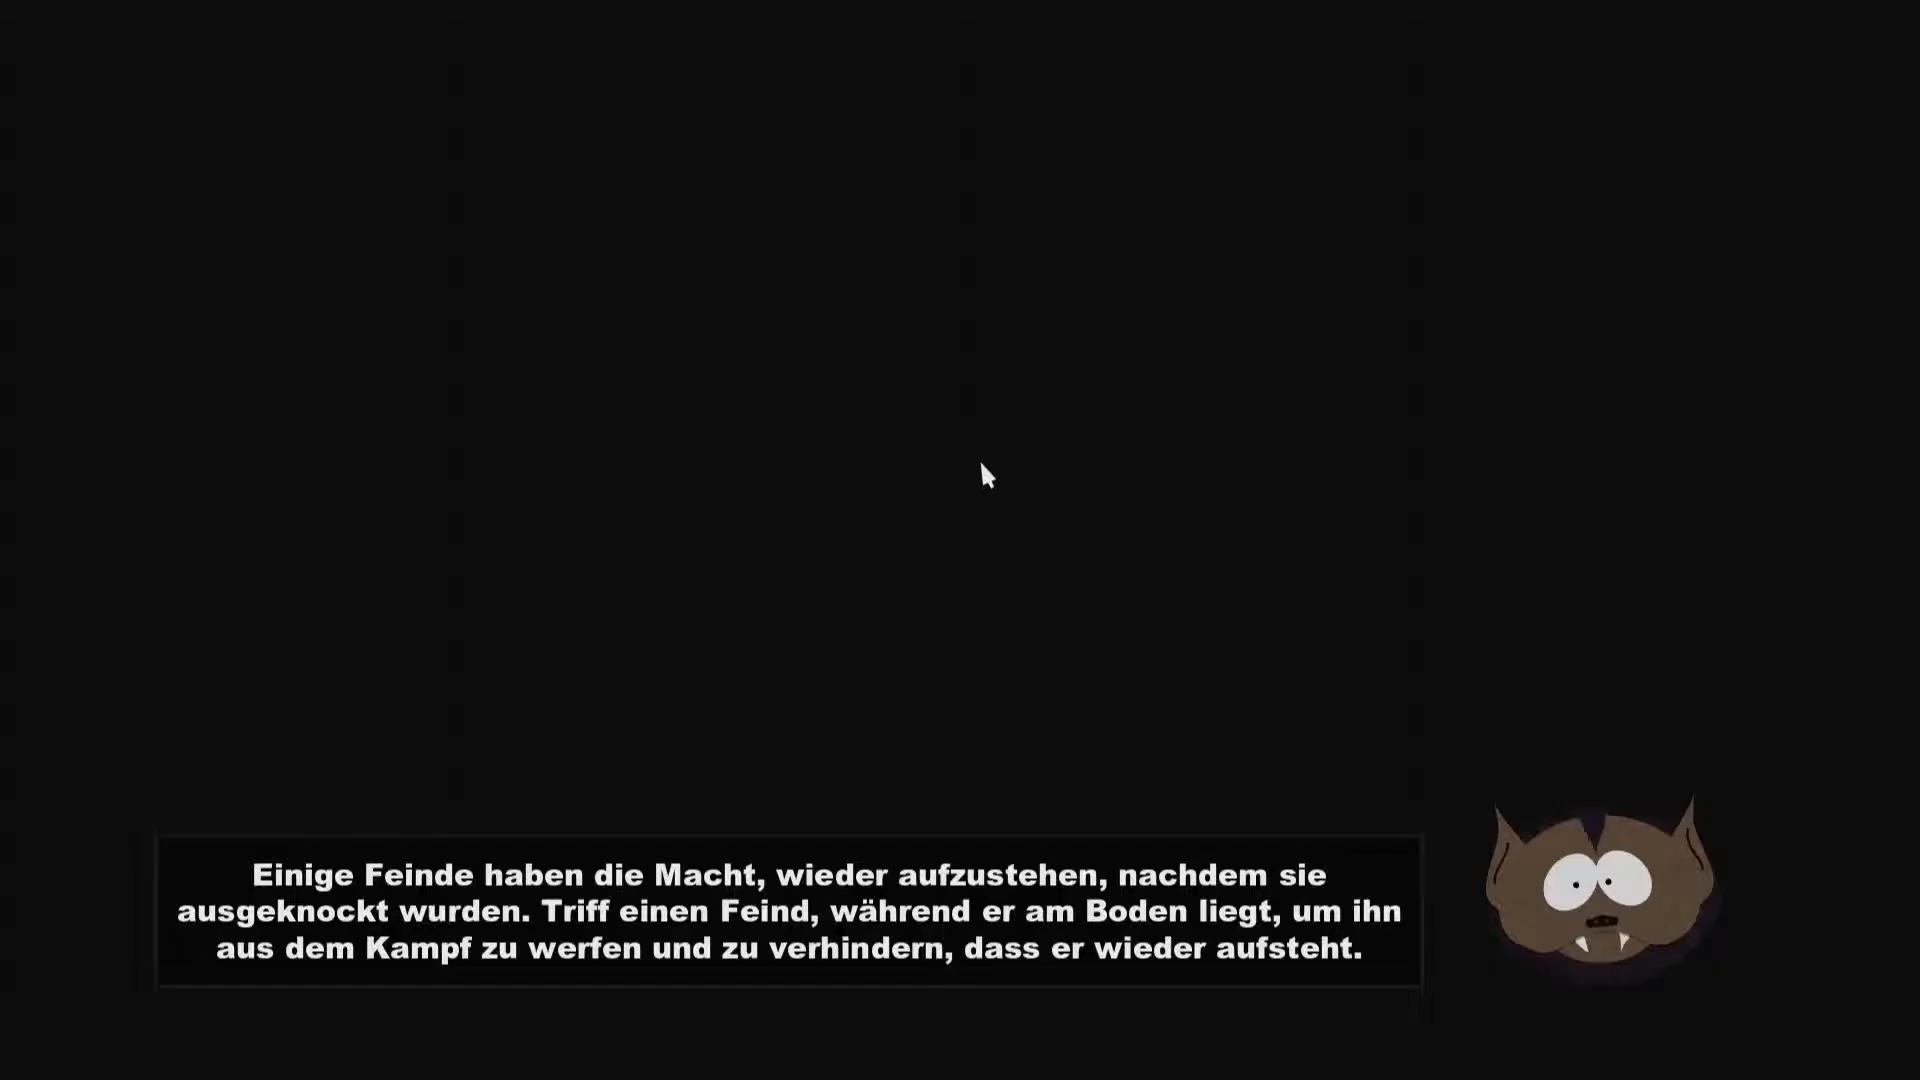 Einige Feinde haben die Macht, wieder aufzustehen, nachdem sie
ausgeknockt wurden. Triff einen Feind, während er am Boden liegt, um ihn
aus dem Kampf zu werfen und zu verhindern, dass er wieder aufsteht.